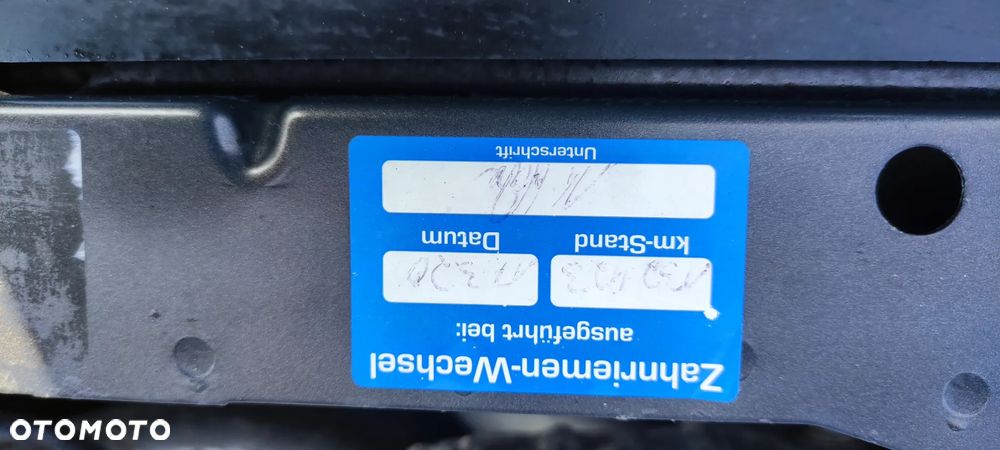 Zahnriemen-Wechsel
ausgeführt bei:
km-Stand Datum
Unterschrift
OTOMOTO